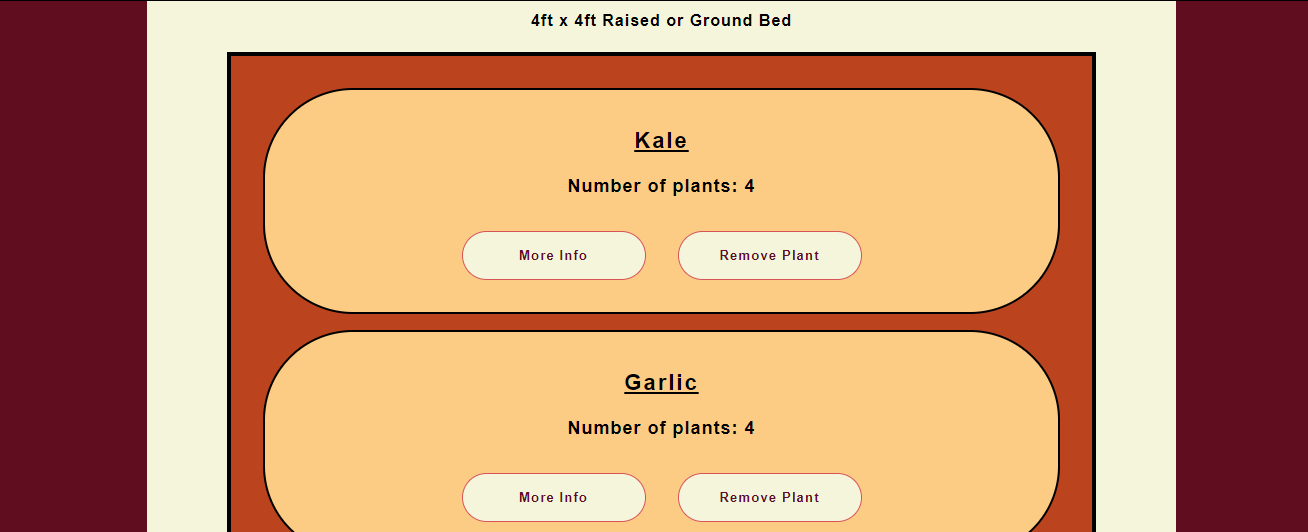 4ft x 4ft Raised or Ground Bed
Kale
Number of plants: 4
More Info Remove Plant
Garlic
Number of plants: 4
More Info Remove Plant